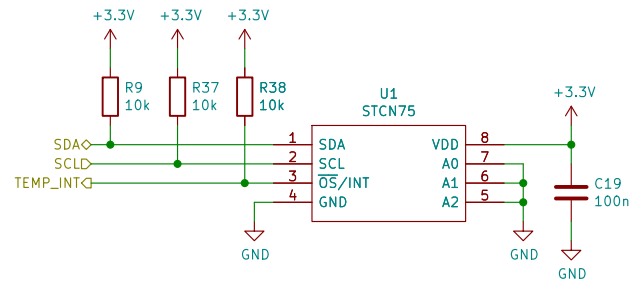 +3.3V +3.3V +3.3V
R9 R37 R38
10k 10k 10k
U1
STCN75
+3.3V
SDA 1 SDA VDD 8
SCL 2 SCL A0 7
TEMP_INT 3 OS/INT A1 6
4 GND A2 5
C19
100n
GND GND GND